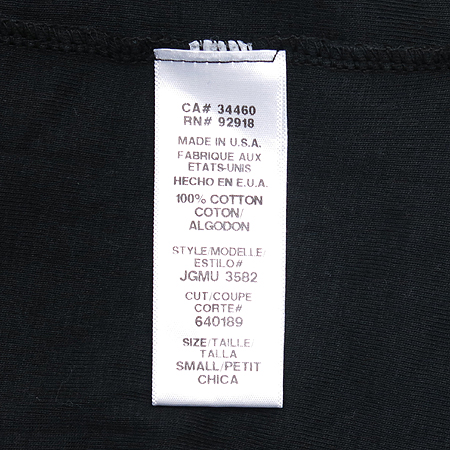 CA# 34460
RN# 92918
MADE IN U.S.A.
FABRIQUE AUX
ETATS-UNIS
HECHO EN E.U.A.
100% COTTON
COTON/
ALGODON
STYLE/MODELLE/
ESTILO#
JGMU 3582
CUT/COUPE
CORTE#
640189
SIZE/TAILLE/
TALLA
SMALL/PETIT
CHICA